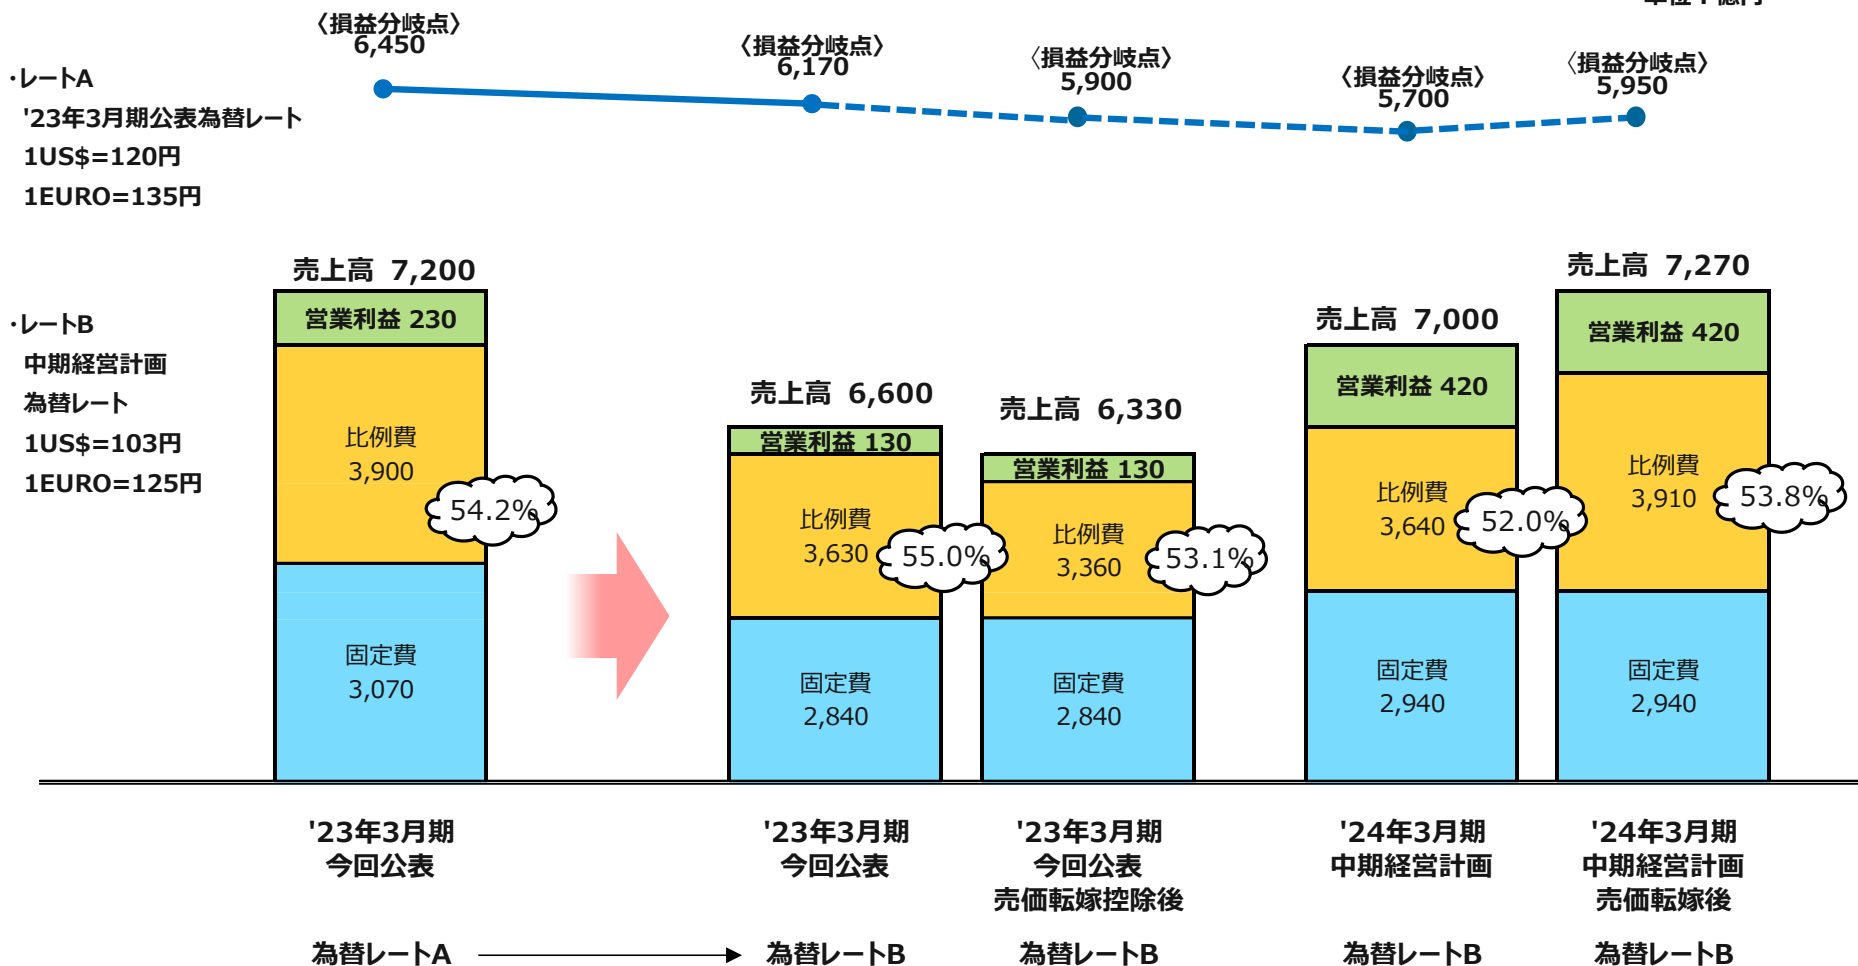 〈損益分岐点〉
6,450
〈損益分岐点〉
6,170
〈損益分岐点〉
5,900
〈損益分岐点〉
5,700
〈損益分岐点〉
5,950
・レートA
'23年3月期公表為替レート
1US$=120円
1EURO=135円
・レートB
中期経営計画
為替レート
1US$=103円
1EURO=125円
売上高 7,200
営業利益 230
比例費
3,900
54.2%
固定費
3,070
売上高 6,600
営業利益 130
比例費
3,630
55.0%
固定費
2,840
売上高 6,330
営業利益 130
比例費
3,360
53.1%
固定費
2,840
売上高 7,000
営業利益 420
比例費
3,640
52.0%
固定費
2,940
売上高 7,270
営業利益 420
比例費
3,910
53.8%
固定費
2,940
'23年3月期
今回公表
'23年3月期
今回公表
'23年3月期
今回公表
売価転嫁控除後
'24年3月期
中期経営計画
'24年3月期
中期経営計画
売価転嫁後
為替レートA
為替レートB
為替レートB
為替レートB
為替レートB